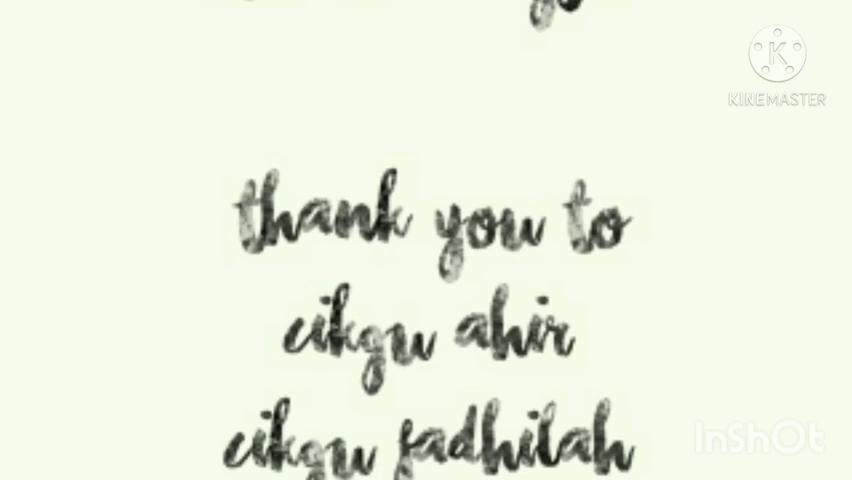 KINEMASTER
thank you to
cikgu ahir
cikgu fadhilah
InShOt